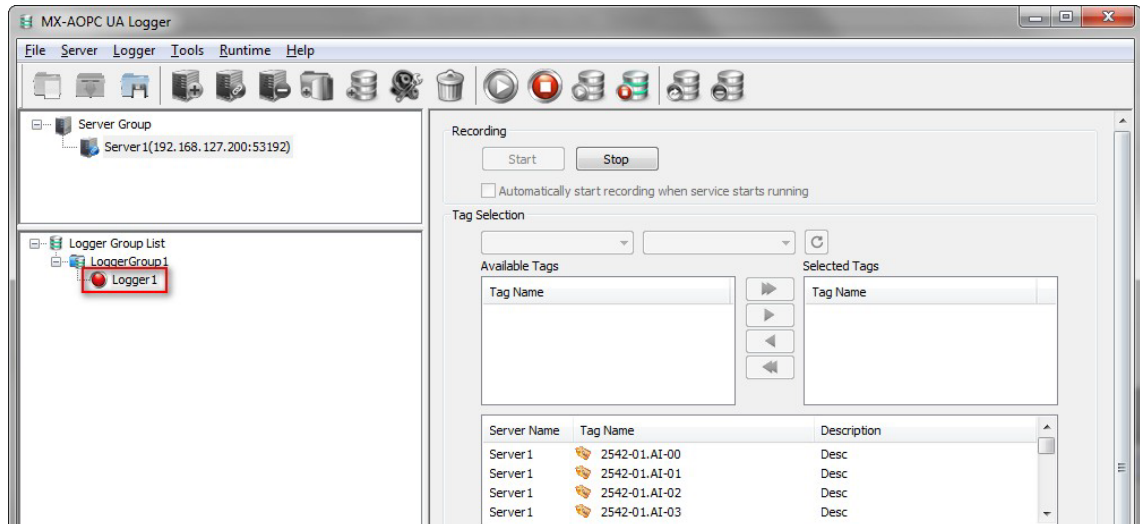 MX-AOPC UA Logger
File Server Logger Tools Runtime Help
Server Group
Server1(192.168.127.200:53192)
Logger Group List
LoggerGroup1
Logger1
Recording
Start Stop
Automatically start recording when service starts running
Tag Selection
Available Tags Selected Tags
Tag Name Tag Name
Server Name Tag Name Description
Server1 2542-01.AI-00 Desc
Server1 2542-01.AI-01 Desc
Server1 2542-01.AI-02 Desc
Server1 2542-01.AI-03 Desc